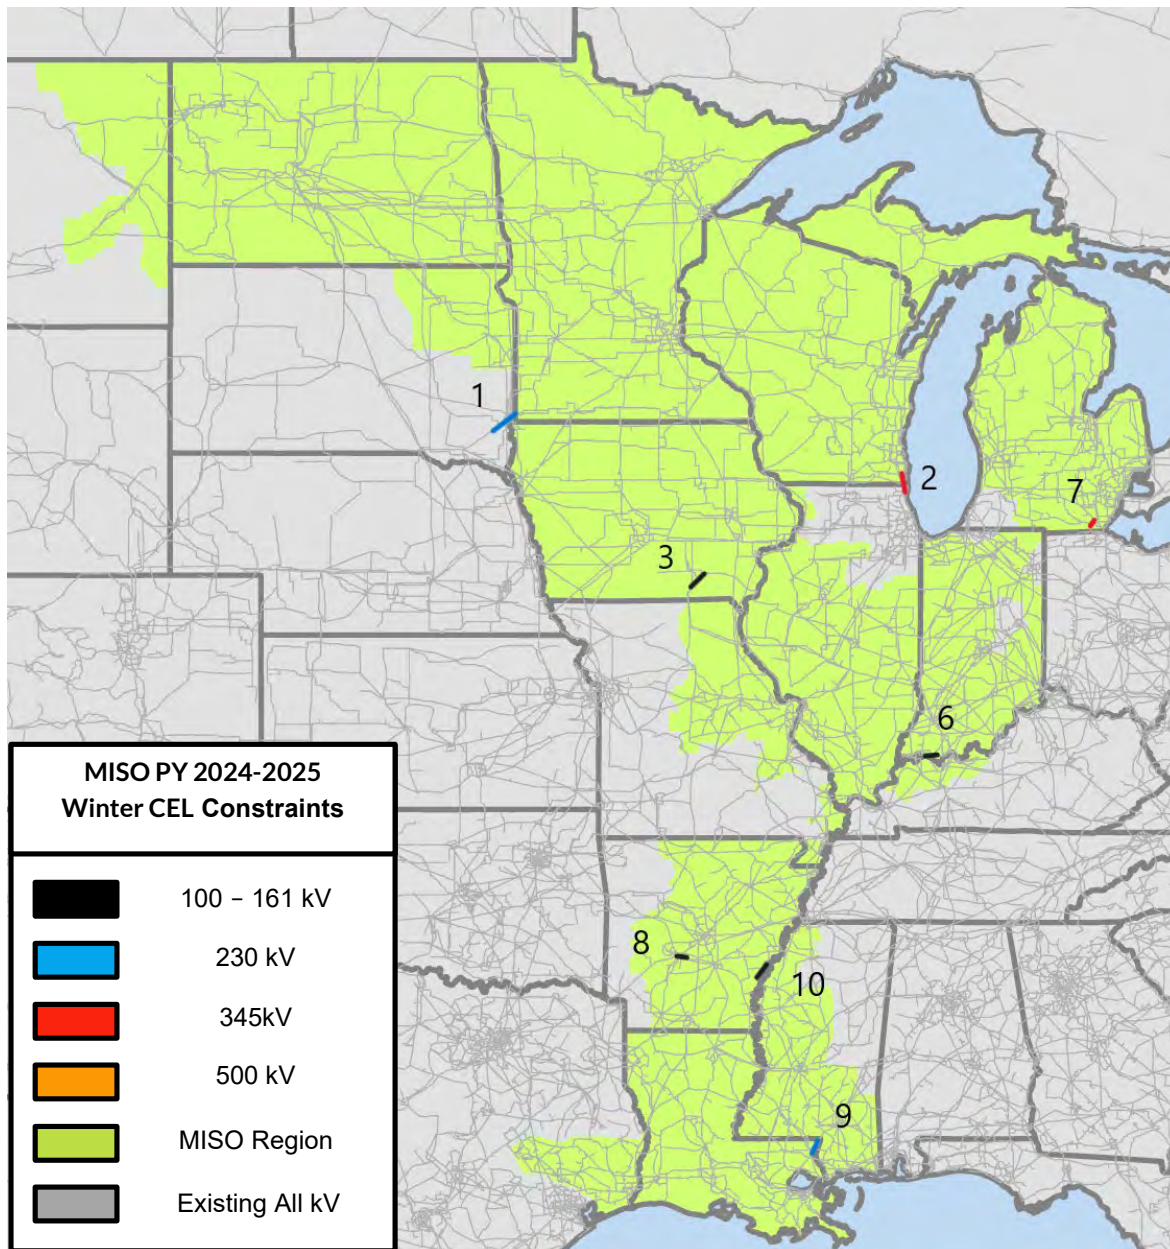 1
2
7
3
6
MISO PY 2024-2025
Winter CEL Constraints
100 – 161 kV
230 kV
345kV
500 kV
MISO Region
Existing All kV
8
10
9